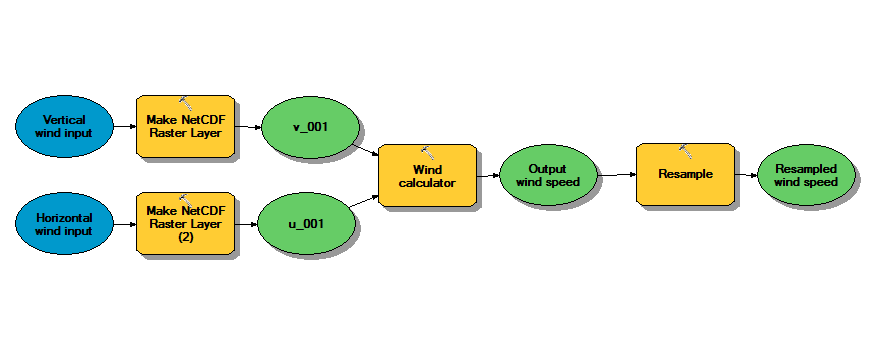 Vertical
wind input
Make NetCDF
Raster Layer
v_001
Horizontal
wind input
Make NetCDF
Raster Layer
(2)
u_001
Wind
calculator
Output
wind speed
Resample
Resampled
wind speed